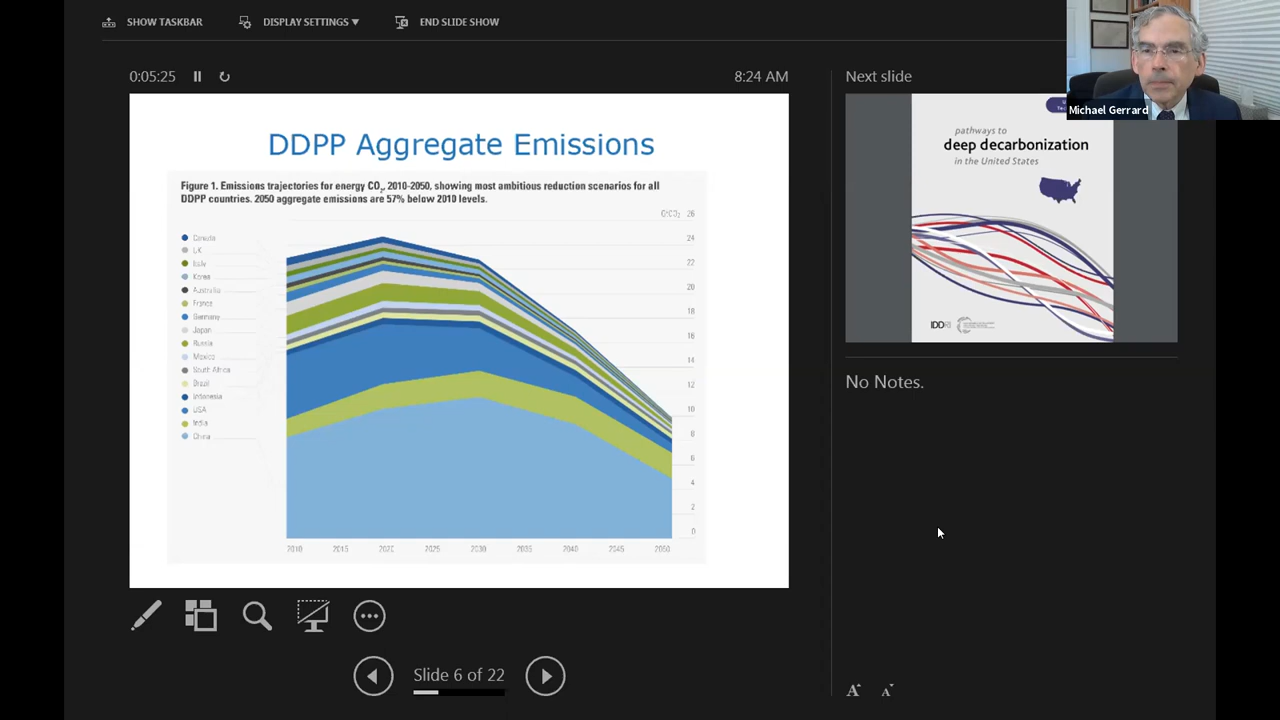 SHOW TASKBAR
DISPLAY SETTINGS ▼
END SLIDE SHOW
0:05:25
8:24 AM
DDPP Aggregate Emissions
Figure 1. Emissions trajectories for energy CO₂, 2010-2050, showing most ambitious reduction scenarios for all
DDPP countries. 2050 aggregate emissions are 57% below 2010 levels.
GtCO₂ 26
24
22
20
18
16
14
12
10
8
6
4
2
0
Canada
UK
Italy
Korea
Australia
France
Germany
Japan
Russia
Mexico
South Africa
Brazil
Indonesia
USA
India
China
2010 2015 2020 2025 2030 2035 2040 2045 2050
Slide 6 of 22
Next slide
pathways to
deep decarbonization
in the United States
IDDRI
No Notes.
A
A
Michael Gerrard